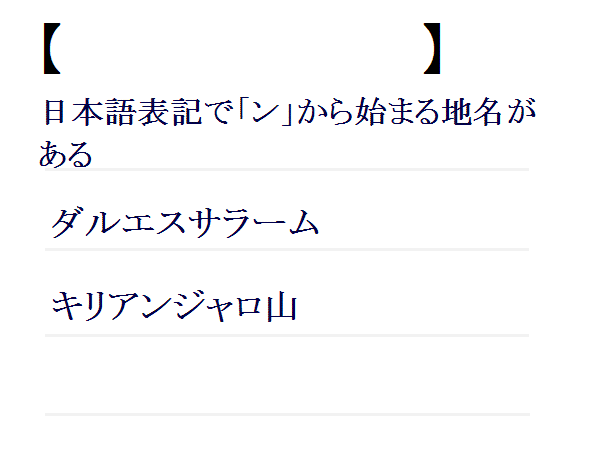 【 】
日本語表記で「ン」から始まる地名が
ある
ダルエスサラーム
キリアンジャロ山